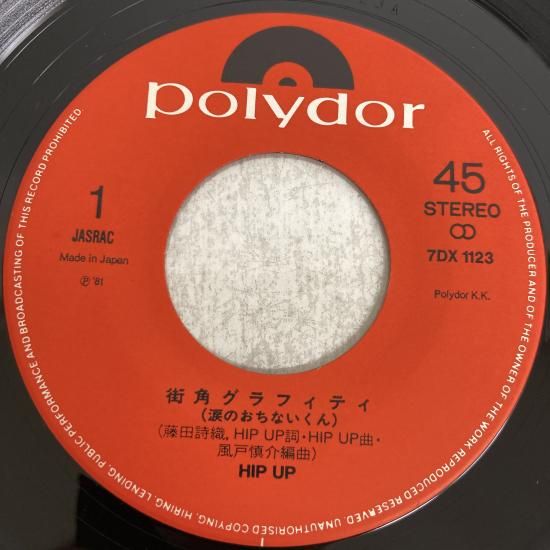 polydor
1
JASRAC
Made in Japan
Ⓟ '81
45
STEREO
7DX 1123
Polydor K.K.
街角グラフィティ
(涙のおちないくん)
(藤田詩織, HIP UP詞・HIP UP曲・
風戸慎介編曲)
HIP UP
ALL RIGHTS OF THE PRODUCER AND OF THE OWNER OF THE WORK REPRODUCED RESERVED. UNAUTHORISED COPYING, HIRING, LENDING, PUBLIC PERFORMANCE AND BROADCASTING OF THIS RECORD PROHIBITED.